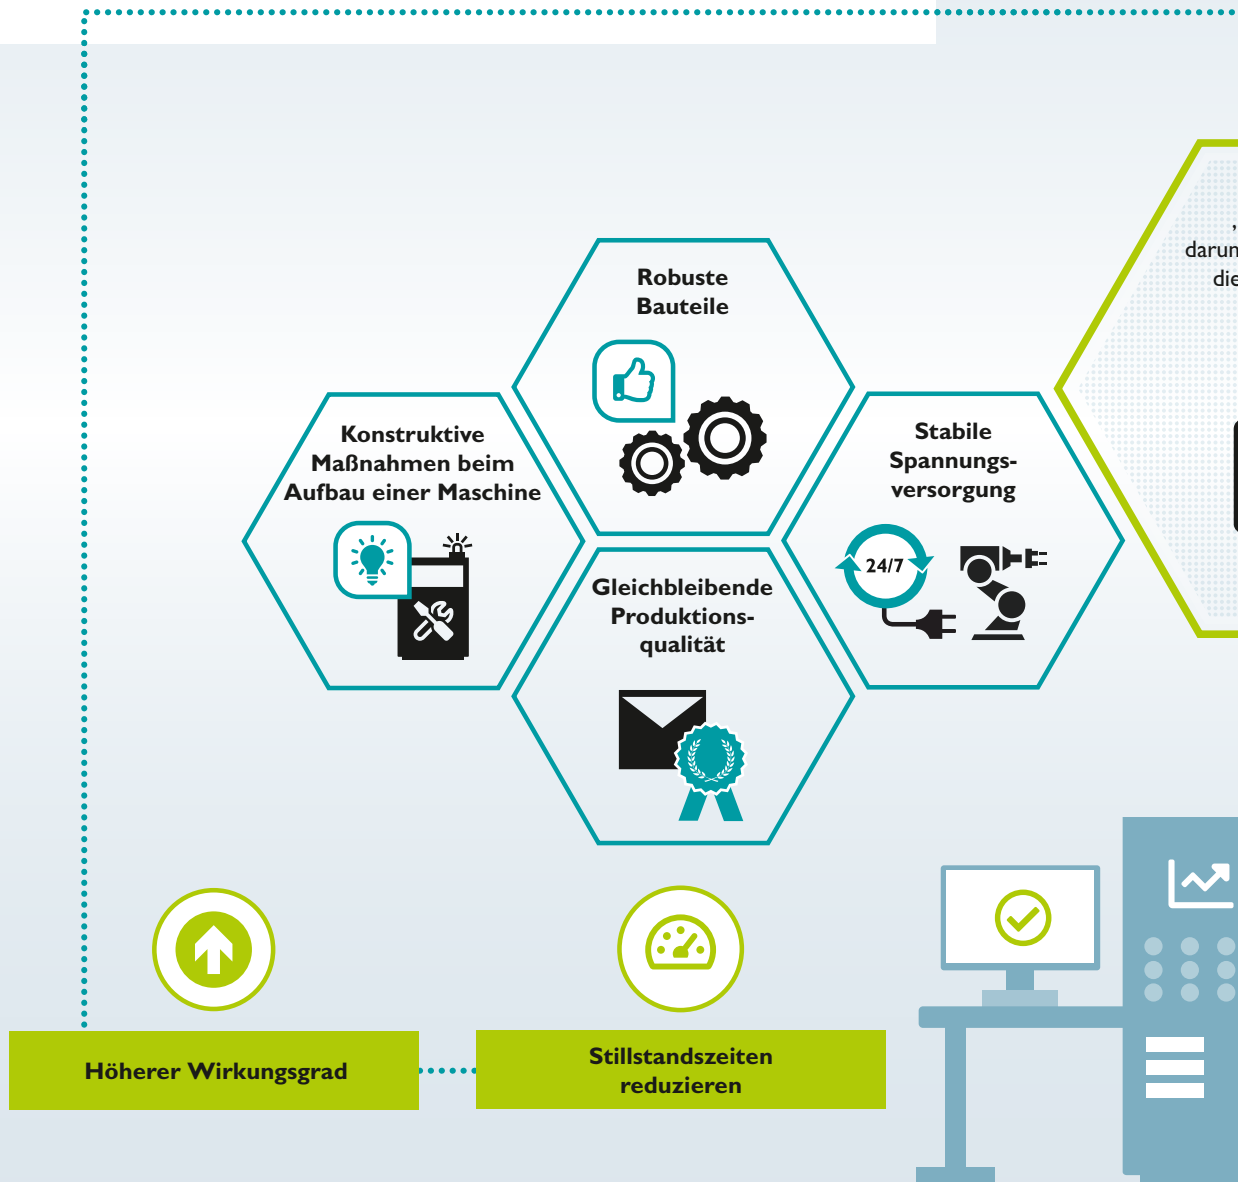 Robuste
Bauteile
Konstruktive
Maßnahmen beim
Aufbau einer Maschine
Stabile
Spannungs-
versorgung
24/7
Gleichbleibende
Produktions-
qualität
Höherer Wirkungsgrad
Stillstandszeiten
reduzieren